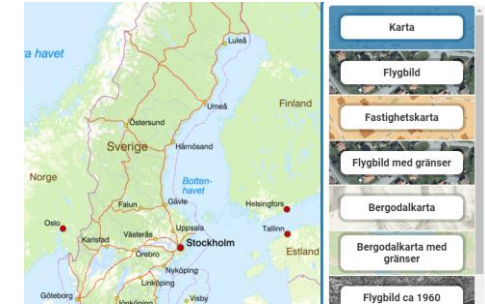 Luleå
a havet
Umeå
Finland
Östersund
Sverige
Härnösand
Norge
Botten-
havet
Falun
Gävle
Helsingfors
Oslo
Uppsala
Tallinn
Karlstad
Västerås
Stockholm
Örebro
Estland
Nyköping
Linköping
Göteborg
Visby
Jönköping
Karta
Flygbild
Fastighetskarta
Flygbild med gränser
Bergodalkarta
Bergodalkarta med
gränser
Flygbild ca 1960